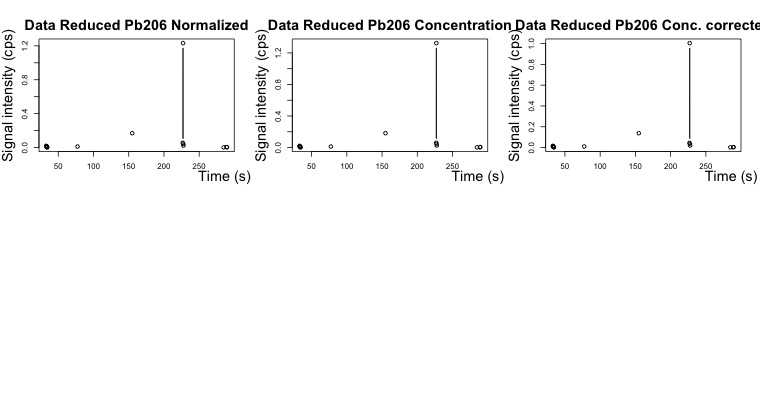 Data Reduced Pb206 Normalized
Signal intensity (cps)
0.0 0.4 0.8 1.2
50 100 150 200 250
Time (s)
Data Reduced Pb206 Concentration
Signal intensity (cps)
0.0 0.4 0.8 1.2
50 100 150 200 250
Time (s)
Data Reduced Pb206 Conc. correcte
Signal intensity (cps)
0.0 0.2 0.4 0.6 0.8 1.0
50 100 150 200 250
Time (s)